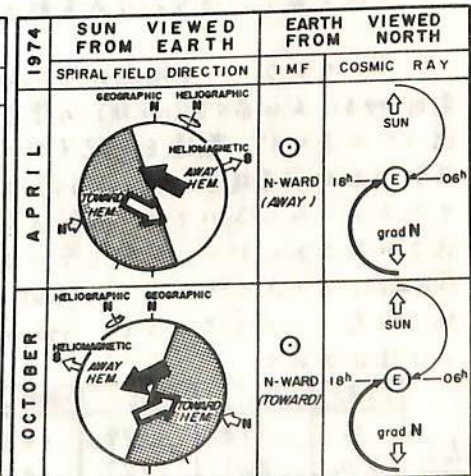 1974
SUN VIEWED
FROM EARTH
EARTH VIEWED
FROM NORTH
SPIRAL FIELD DIRECTION
IMF
COSMIC RAY
APRIL
GEOGRAPHIC
N
HELIOGRAPHIC
N
HELIOMAGNETIC
S
AWAY
HEM.
TOWARD
HEM.
N
N-WARD
(AWAY)
SUN
18h
E
06h
grad N
OCTOBER
HELIOGRAPHIC
N
GEOGRAPHIC
N
HELIOMAGNETIC
S
AWAY
HEM.
TOWARD
HEM.
N
N-WARD
(TOWARD)
SUN
18h
E
06h
grad N